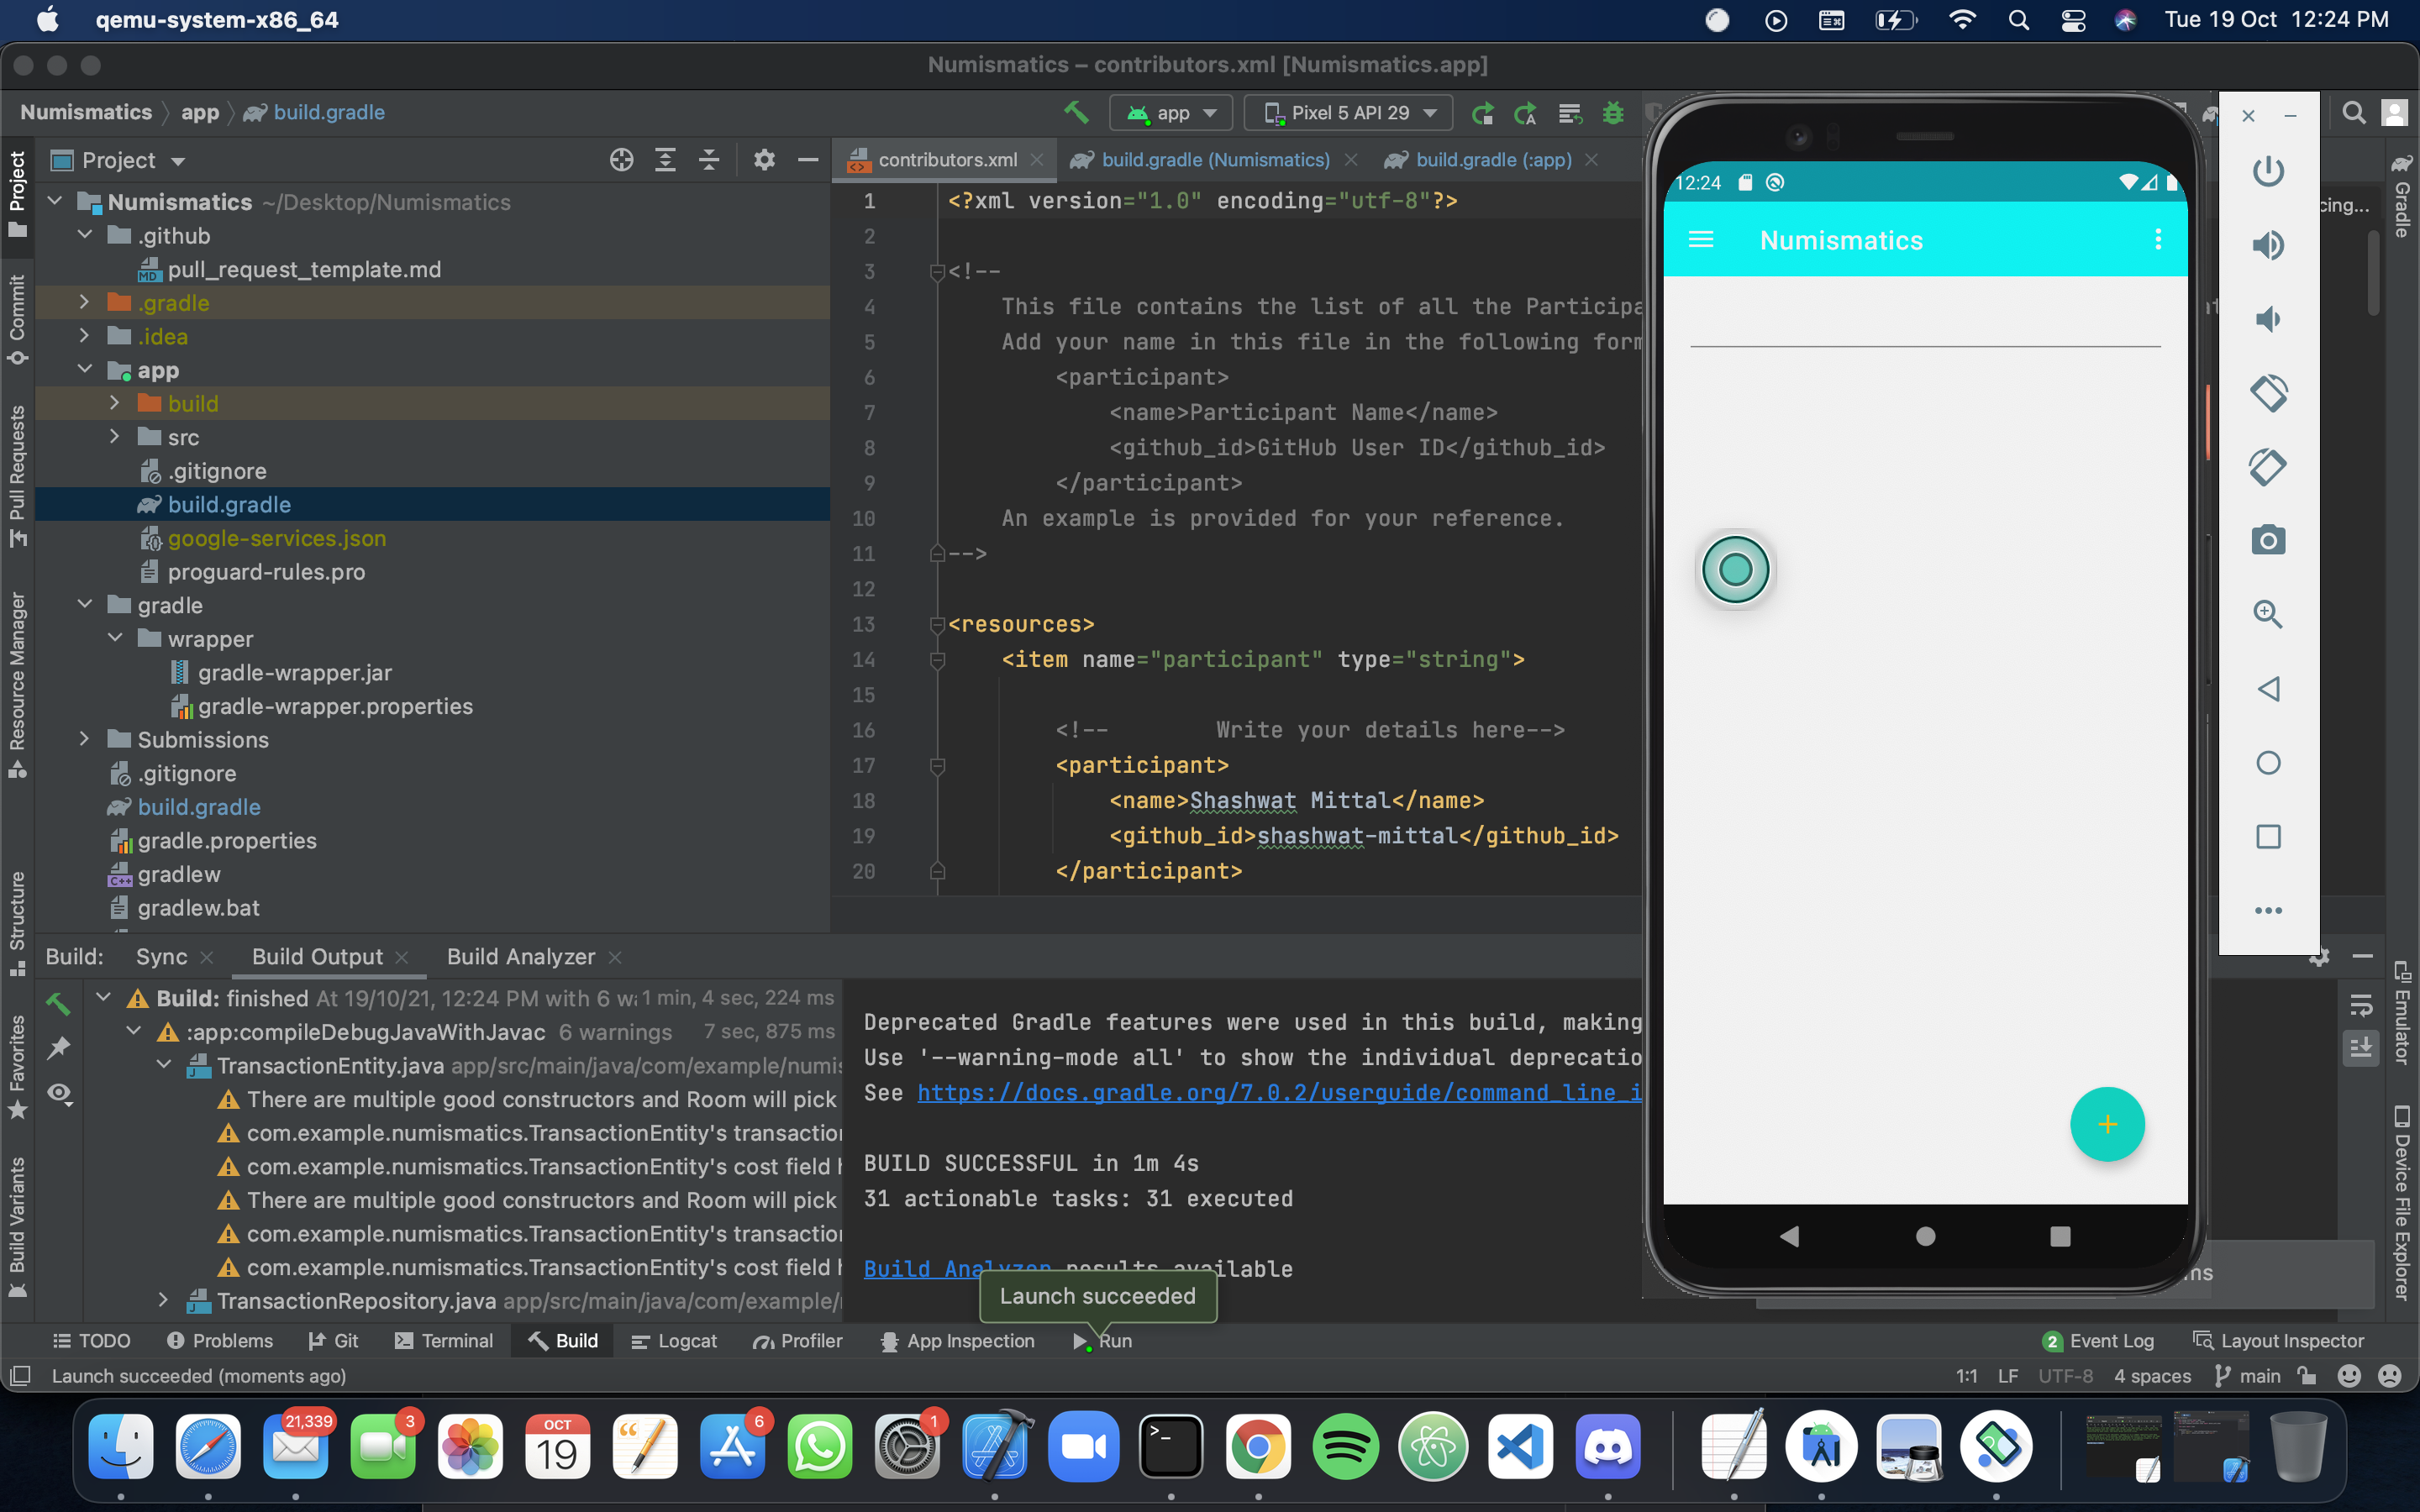 qemu-system-x86_64
Tue 19 Oct 12:24 PM
Numismatics – contributors.xml [Numismatics.app]
Numismatics
app
build.gradle
app
Pixel 5 API 29
Project
contributors.xml
build.gradle (Numismatics)
build.gradle (:app)
Numismatics ~/Desktop/Numismatics
.github
pull_request_template.md
.gradle
.idea
app
build
src
.gitignore
build.gradle
google-services.json
proguard-rules.pro
gradle
wrapper
gradle-wrapper.jar
gradle-wrapper.properties
Submissions
.gitignore
build.gradle
gradle.properties
gradlew
gradlew.bat
Project
Commit
Pull Requests
Resource Manager
Structure
Favorites
Build Variants
1 <?xml version="1.0" encoding="utf-8"?>
2
3 <!--
4 This file contains the list of all the Participa
5 Add your name in this file in the following form
6 <participant>
7 <name>Participant Name</name>
8 <github_id>GitHub User ID</github_id>
9 </participant>
10 An example is provided for your reference.
11 -->
12
13 <resources>
14 <item name="participant" type="string">
15
16 <!-- Write your details here-->
17 <participant>
18 <name>Shashwat Mittal</name>
19 <github_id>shashwat-mittal</github_id>
20 </participant>
12:24
Numismatics
+
cing...
Gradle
Emulator
Device File Explorer
Build:
Sync
Build Output
Build Analyzer
Build: finished At 19/10/21, 12:24 PM with 6 w 1 min, 4 sec, 224 ms
:app:compileDebugJavaWithJavac 6 warnings 7 sec, 875 ms
TransactionEntity.java app/src/main/java/com/example/numis
There are multiple good constructors and Room will pick
com.example.numismatics.TransactionEntity's transaction
com.example.numismatics.TransactionEntity's cost field h
There are multiple good constructors and Room will pick
com.example.numismatics.TransactionEntity's transaction
com.example.numismatics.TransactionEntity's cost field h
TransactionRepository.java app/src/main/java/com/example/
Deprecated Gradle features were used in this build, making
Use '--warning-mode all' to show the individual deprecatio
See https://docs.gradle.org/7.0.2/userguide/command_line_i
BUILD SUCCESSFUL in 1m 4s
31 actionable tasks: 31 executed
Build Analyzer results available
ms
Launch succeeded
TODO
Problems
Git
Terminal
Build
Logcat
Profiler
App Inspection
Run
2 Event Log
Layout Inspector
Launch succeeded (moments ago)
1:1 LF UTF-8 4 spaces main
21,339
3
OCT
19
6
1